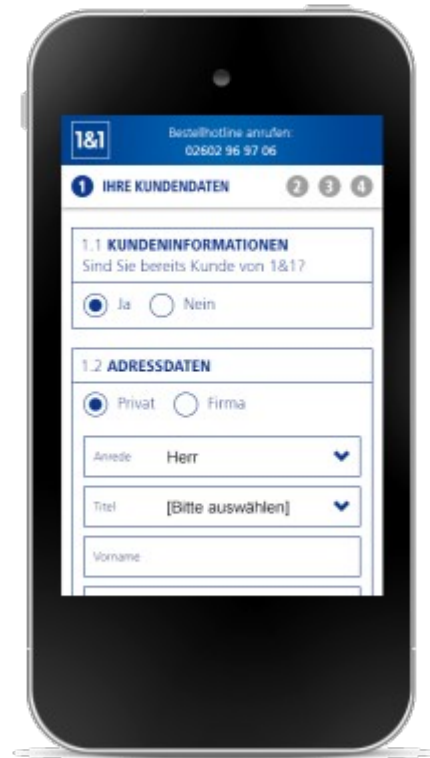 1&1
Bestellhotline anrufen:
02602 96 97 06
1 IHRE KUNDENDATEN 2 3 4
1.1 KUNDENINFORMATIONEN
Sind Sie bereits Kunde von 1&1?
Ja Nein
1.2 ADRESSDATEN
Privat Firma
Anrede Herr
Titel [Bitte auswählen]
Vorname